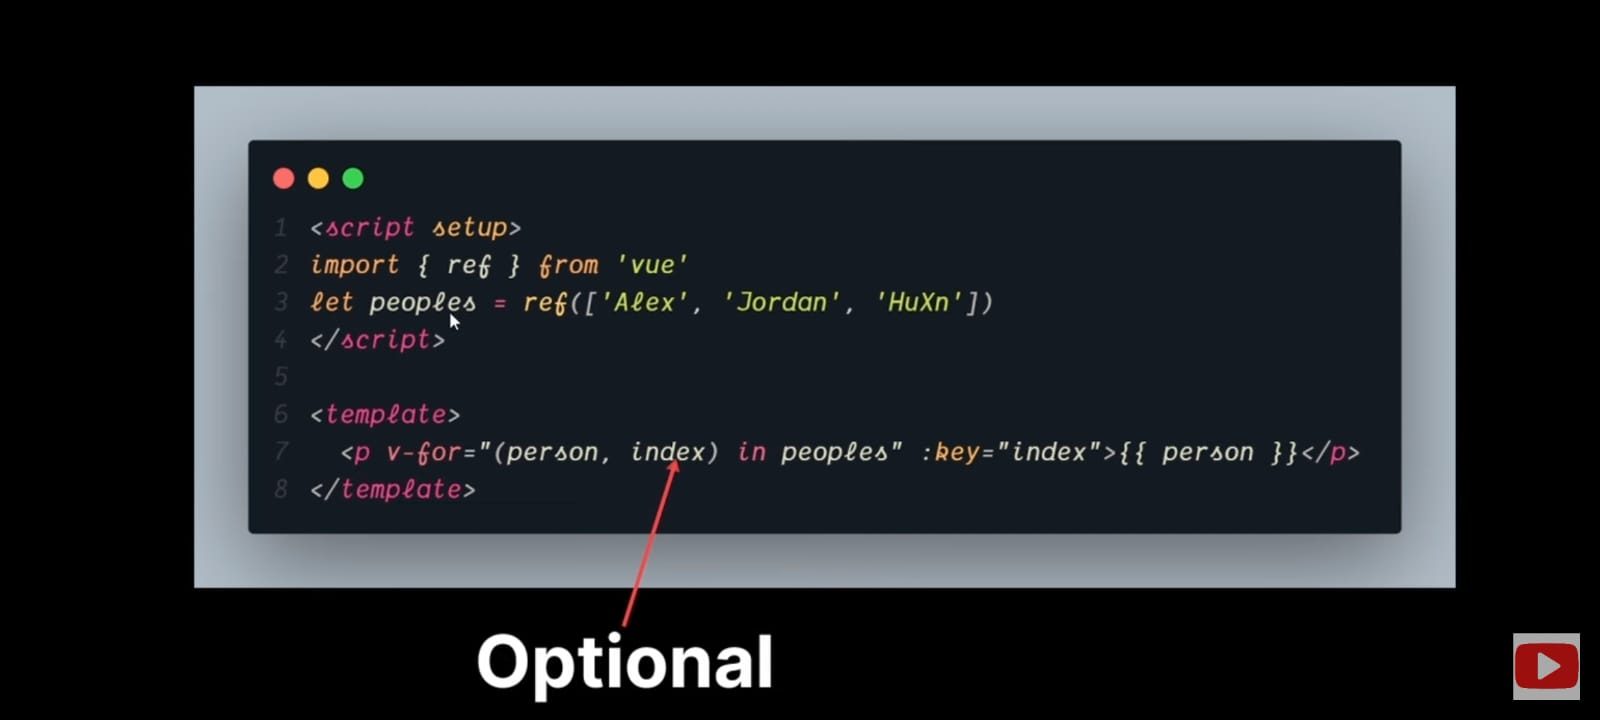 1 <script setup>
2 import { ref } from 'vue'
3 let peoples = ref(['Alex', 'Jordan', 'HuXn'])
4 </script>
5
6 <template>
7 <p v-for="(person, index) in peoples" :key="index">{{ person }}</p>
8 </template>
Optional